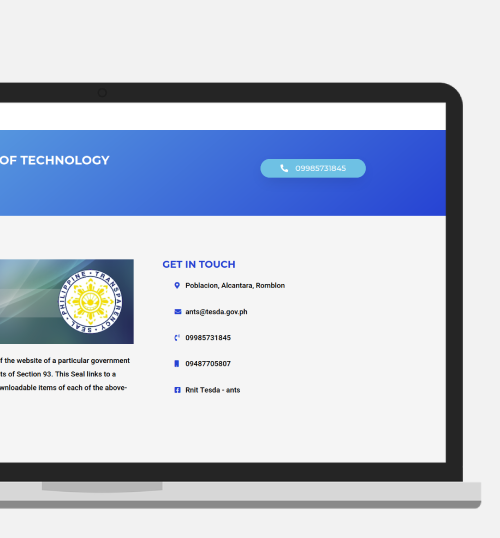 OF TECHNOLOGY
09985731845
PHILIPPINE • TRANSPARENCY • SEAL •
f the website of a particular government
ts of Section 93. This Seal links to a
wnloadable items of each of the above-
GET IN TOUCH
Poblacion, Alcantara, Romblon
ants@tesda.gov.ph
09985731845
09487705807
Rnit Tesda - ants